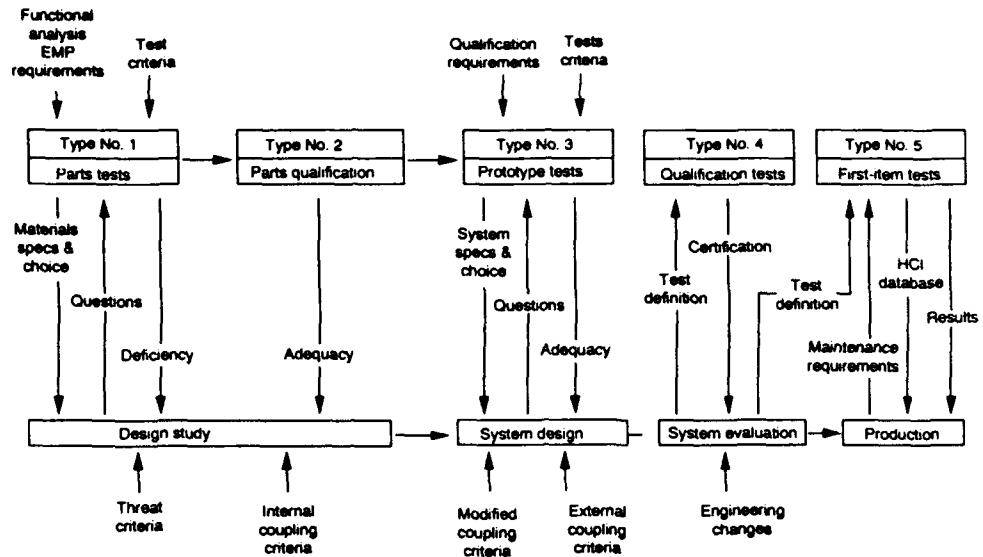 Functional
analysis
EMP
requirements
Test
criteria
Qualification
requirements
Tests
criteria
Type No. 1
Parts tests
Type No. 2
Parts qualification
Type No. 3
Prototype tests
Type No. 4
Qualification tests
Type No. 5
First-item tests
Materials
specs &
choice
Questions
Deficiency
Adequacy
System
specs &
choice
Questions
Adequacy
Test
definition
Certification
Test
definition
HCI
database
Maintenance
requirements
Results
Design study
System design
System evaluation
Production
Threat
criteria
Internal
coupling
criteria
Modified
coupling
criteria
External
coupling
criteria
Engineering
changes